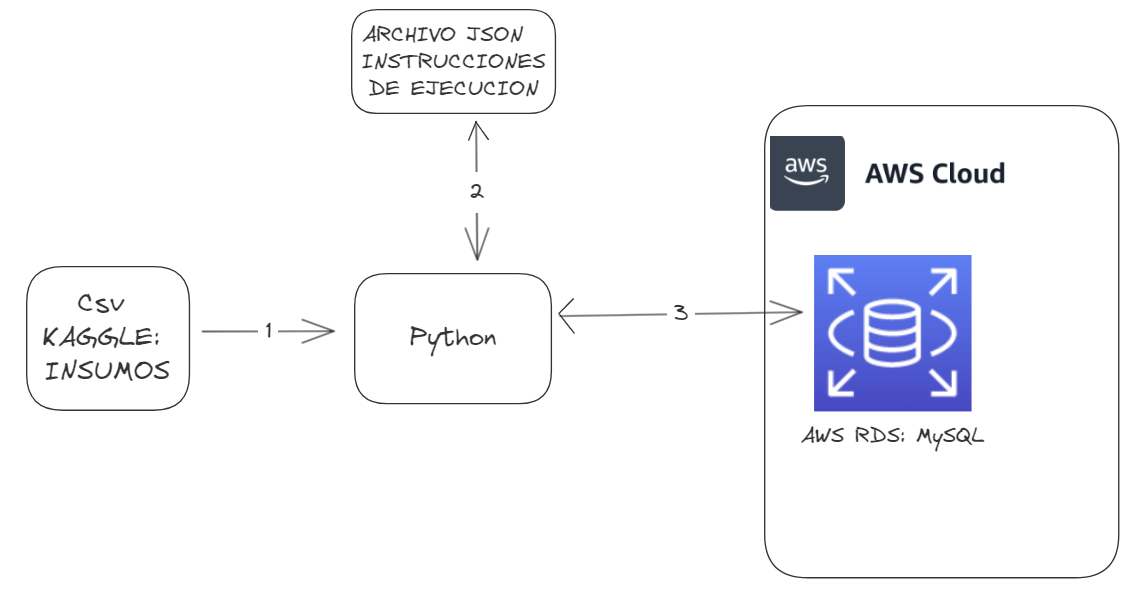 ARCHIVO JSON
INSTRUCCIONES
DE EJECUCION
aws
AWS Cloud
2
Csv
KAGGLE:
INSUMOS
1
Python
3
AWS RDS: MySQL